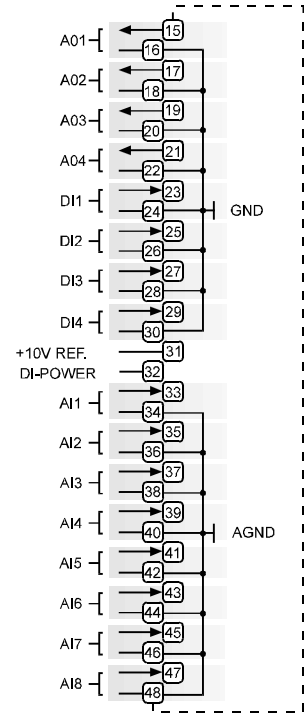 15
A01
16
17
A02
18
19
A03
20
21
A04
22
23
DI1
24
GND
25
DI2
26
27
DI3
28
29
DI4
30
+10V REF.
31
DI-POWER
32
33
AI1
34
35
AI2
36
37
AI3
38
39
AI4
40
AGND
41
AI5
42
43
AI6
44
45
AI7
46
47
AI8
48